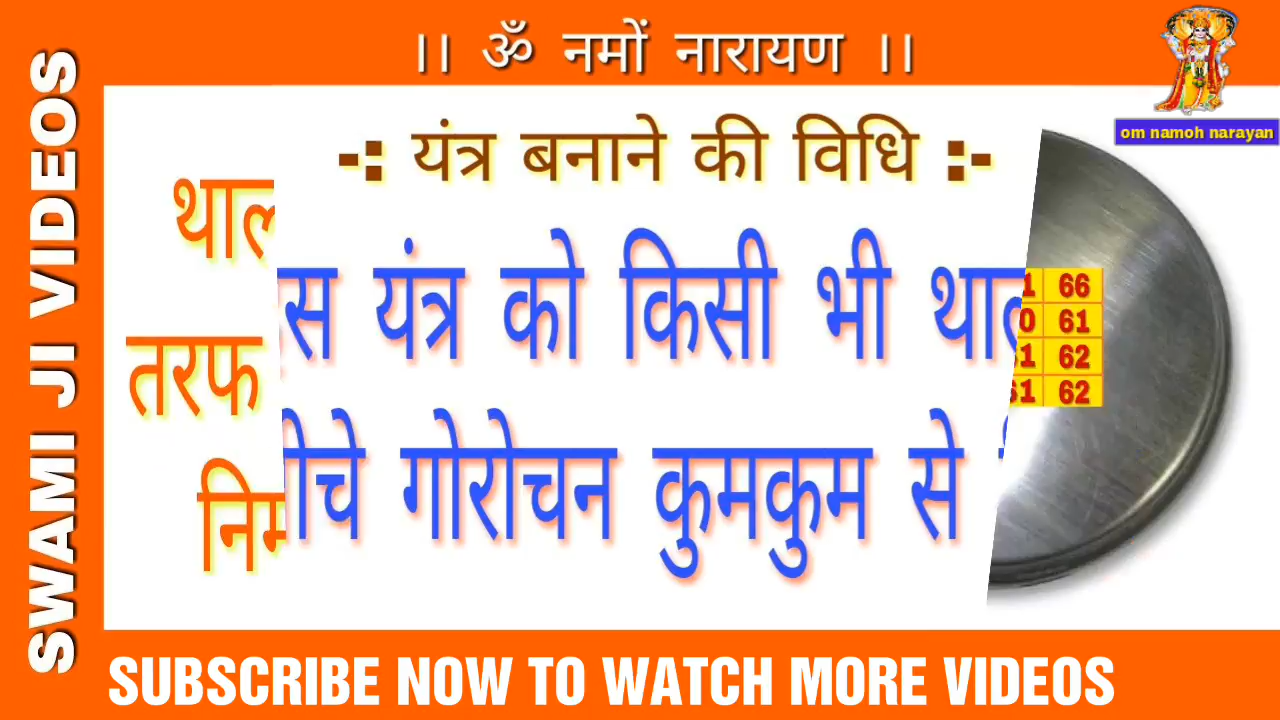 ।। ॐ नमों नारायण ।।
om namoh narayan
-: यंत्र बनाने की विधि :-
यंत्र को किसी भी
गोरोचन कुमकुम से
तरफ
66
61
62
62
SWAMI JI VIDEOS
SUBSCRIBE NOW TO WATCH MORE VIDEOS